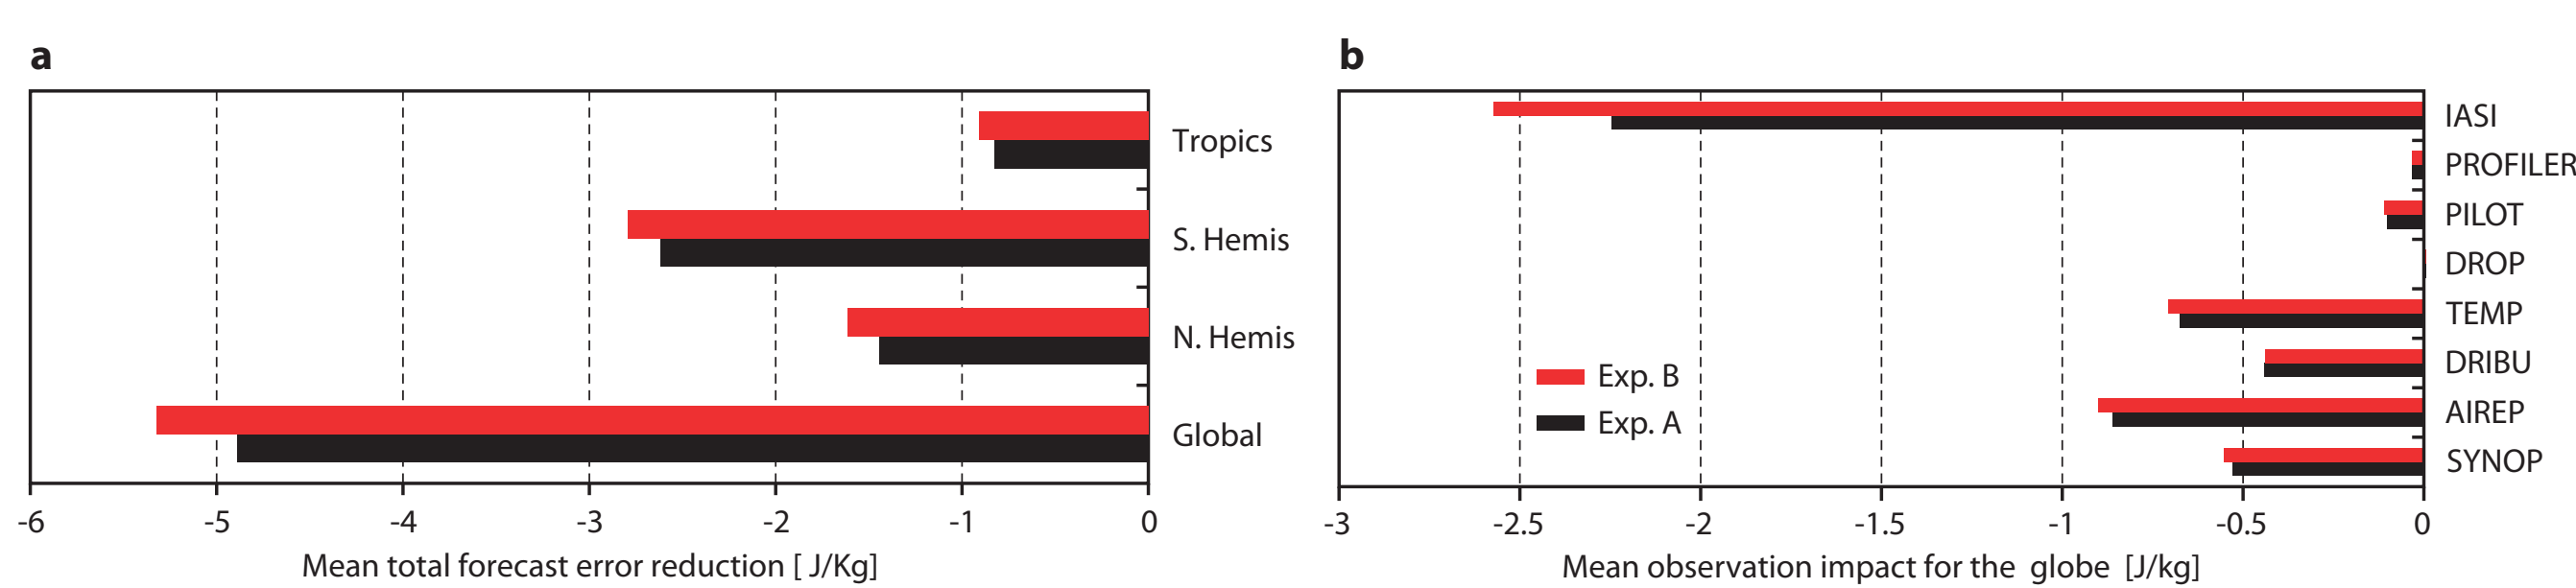 a
Tropics
S. Hemis
N. Hemis
Global
-6 -5 -4 -3 -2 -1 0
Mean total forecast error reduction [ J/Kg]
b
IASI
PROFILER
PILOT
DROP
TEMP
DRIBU
AIREP
SYNOP
Exp. B
Exp. A
-3 -2.5 -2 -1.5 -1 -0.5 0
Mean observation impact for the globe [J/kg]